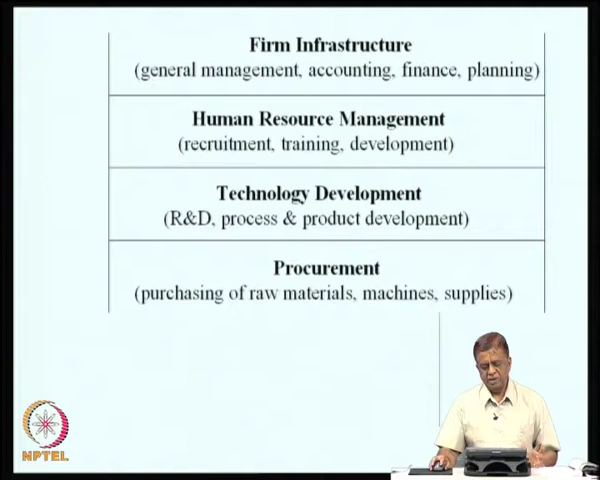 Firm Infrastructure
(general management, accounting, finance, planning)
Human Resource Management
(recruitment, training, development)
Technology Development
(R&D, process & product development)
Procurement
(purchasing of raw materials, machines, supplies)
NPTEL